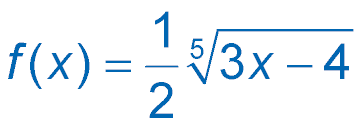 f(x) = 1/2 ⁵√(3x − 4)